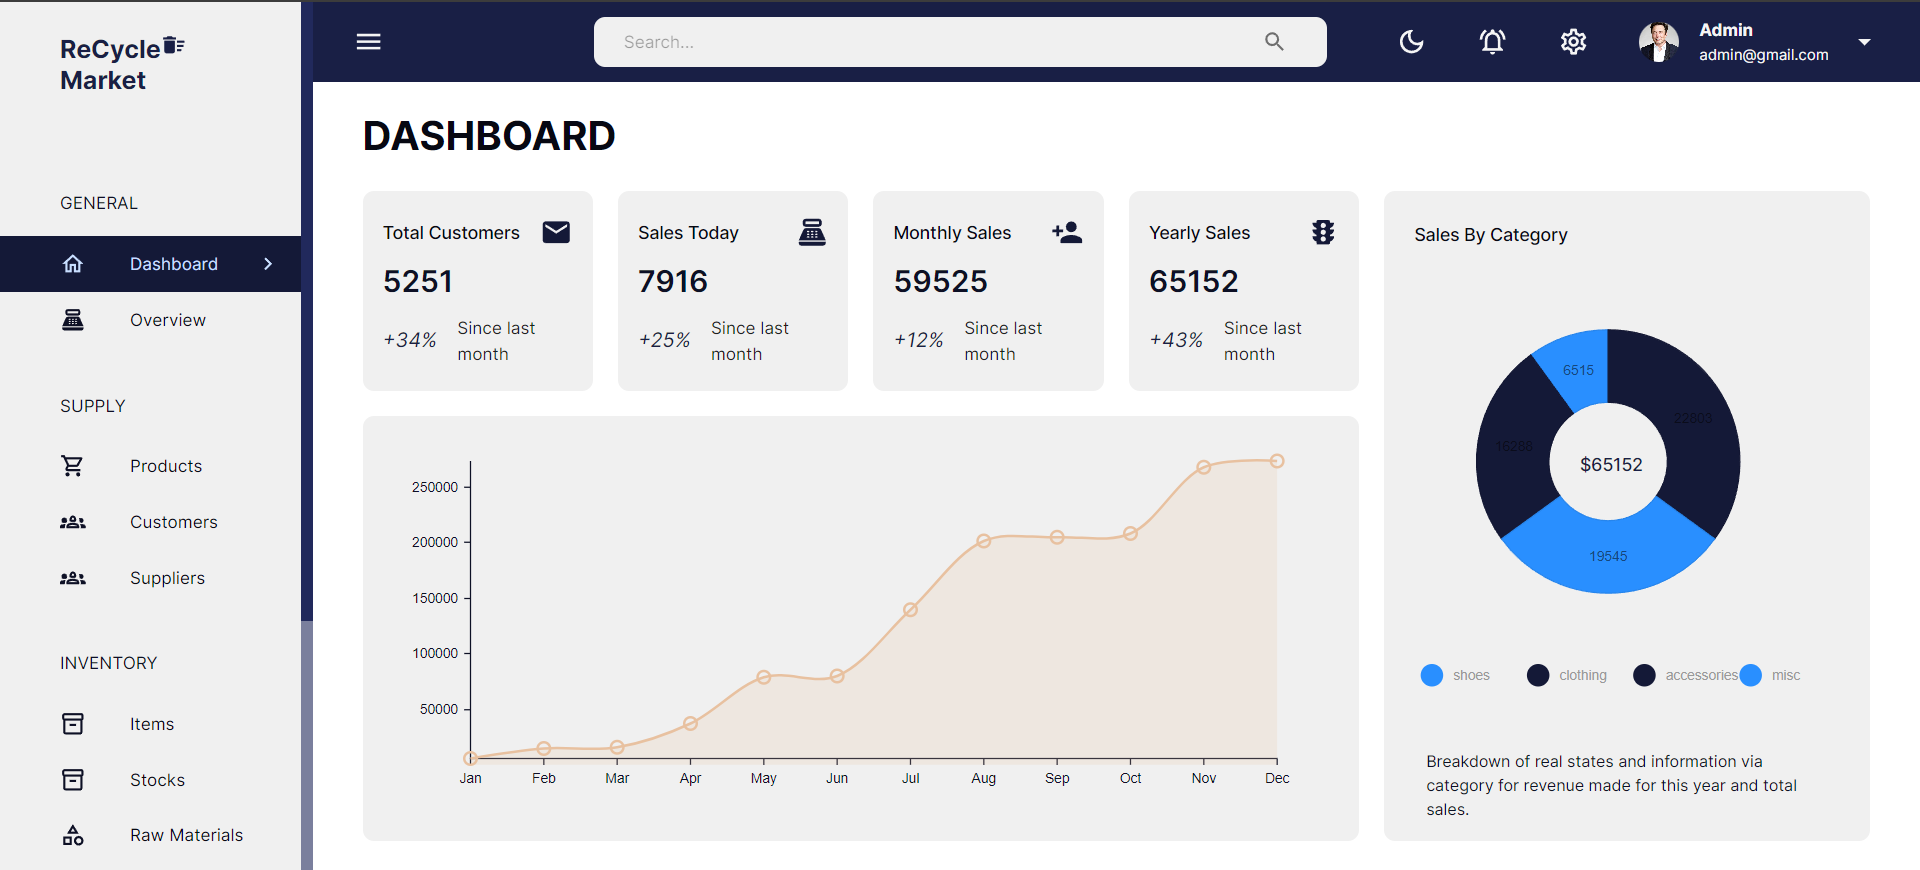 ReCycle
Market
Search...
Admin
admin@gmail.com
GENERAL
Dashboard
Overview
SUPPLY
Products
Customers
Suppliers
INVENTORY
Items
Stocks
Raw Materials
DASHBOARD
Total Customers
5251
+34%
Since last
month
Sales Today
7916
+25%
Since last
month
Monthly Sales
59525
+12%
Since last
month
Yearly Sales
65152
+43%
Since last
month
250000
200000
150000
100000
50000
Jan Feb Mar Apr May Jun Jul Aug Sep Oct Nov Dec
Sales By Category
6515
22803
16288
$65152
19545
shoes clothing accessories misc
Breakdown of real states and information via
category for revenue made for this year and total
sales.